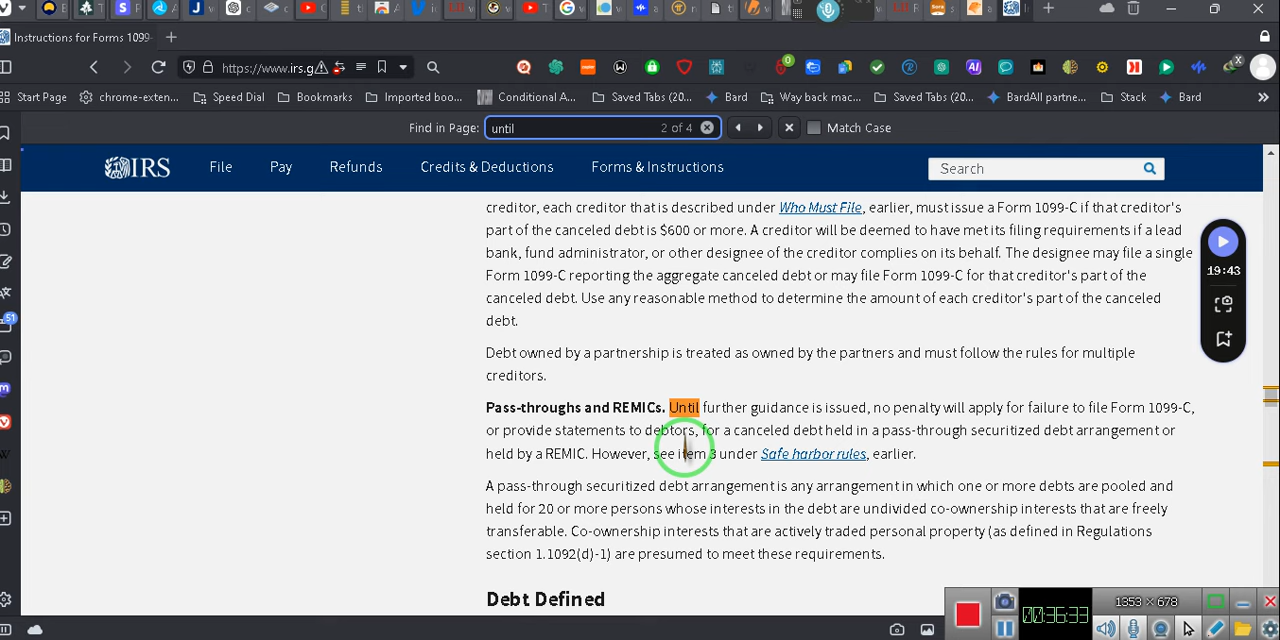 Instructions for Forms 1099-
https://www.irs.g
0
X
Start Page
chrome-exten...
Speed Dial
Bookmarks
Imported boo...
Conditional A...
Saved Tabs (20...
Bard
Way back mac...
Saved Tabs (20...
BardAll partne...
Stack
Bard
Find in Page:
until
2 of 4
Match Case
IRS
File
Pay
Refunds
Credits & Deductions
Forms & Instructions
Search
creditor, each creditor that is described under Who Must File, earlier, must issue a Form 1099-C if that creditor's
part of the canceled debt is $600 or more. A creditor will be deemed to have met its filing requirements if a lead
bank, fund administrator, or other designee of the creditor complies on its behalf. The designee may file a single
Form 1099-C reporting the aggregate canceled debt or may file Form 1099-C for that creditor's part of the
canceled debt. Use any reasonable method to determine the amount of each creditor's part of the canceled
debt.
Debt owned by a partnership is treated as owned by the partners and must follow the rules for multiple
creditors.
Pass-throughs and REMICs. Until further guidance is issued, no penalty will apply for failure to file Form 1099-C,
or provide statements to debtors, for a canceled debt held in a pass-through securitized debt arrangement or
held by a REMIC. However, see item 3 under Safe harbor rules, earlier.
A pass-through securitized debt arrangement is any arrangement in which one or more debts are pooled and
held for 20 or more persons whose interests in the debt are undivided co-ownership interests that are freely
transferable. Co-ownership interests that are actively traded personal property (as defined in Regulations
section 1.1092(d)-1) are presumed to meet these requirements.
Debt Defined
19:43
51
1353 × 678
00:36:33